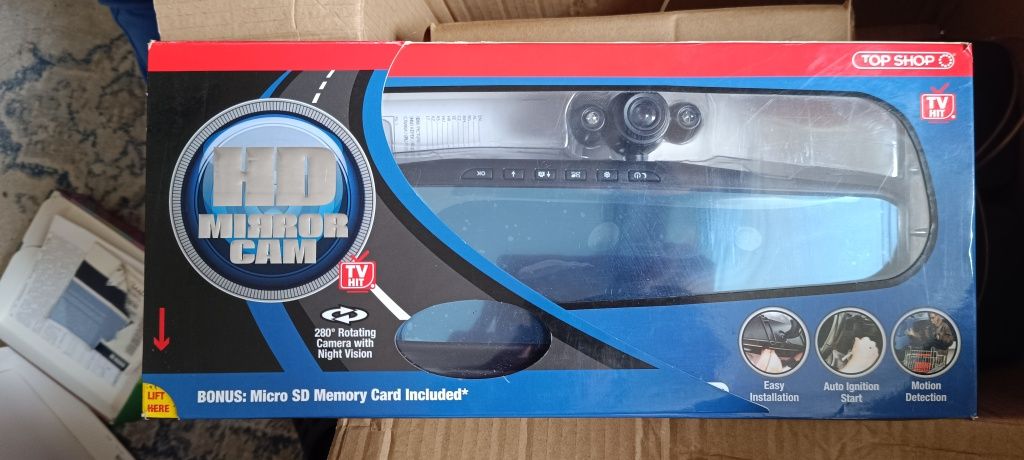 TOP SHOP
TV
HIT
HD
MIRROR
CAM
TV
HIT
OK
280° Rotating
Camera with
Night Vision
Easy
Installation
Auto Ignition
Start
Motion
Detection
LIFT
HERE
BONUS: Micro SD Memory Card Included*